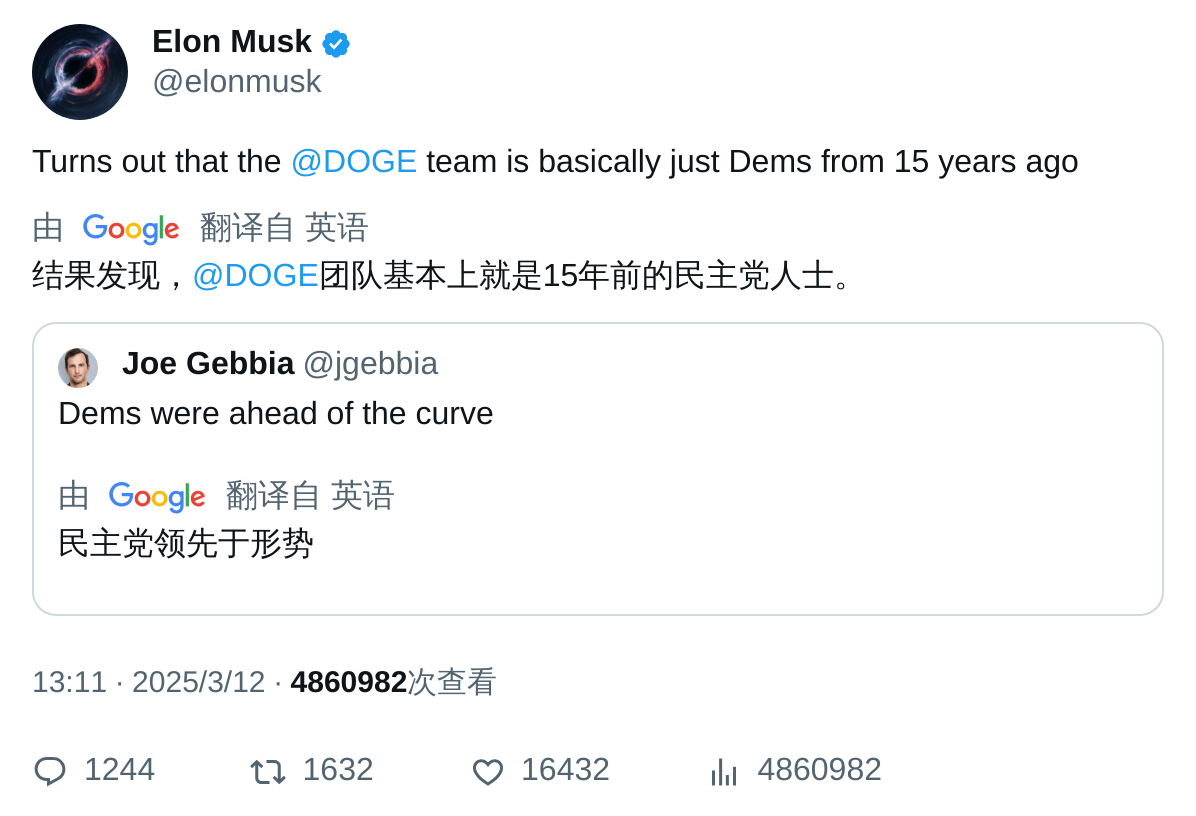 Elon Musk
@elonmusk
Turns out that the @DOGE team is basically just Dems from 15 years ago
由 Google 翻译自 英语
结果发现，@DOGE团队基本上就是15年前的民主党人士。
Joe Gebbia @jgebbia
Dems were ahead of the curve
由 Google 翻译自 英语
民主党领先于形势
13:11 · 2025/3/12 · 4860982次查看
1244 1632 16432 4860982